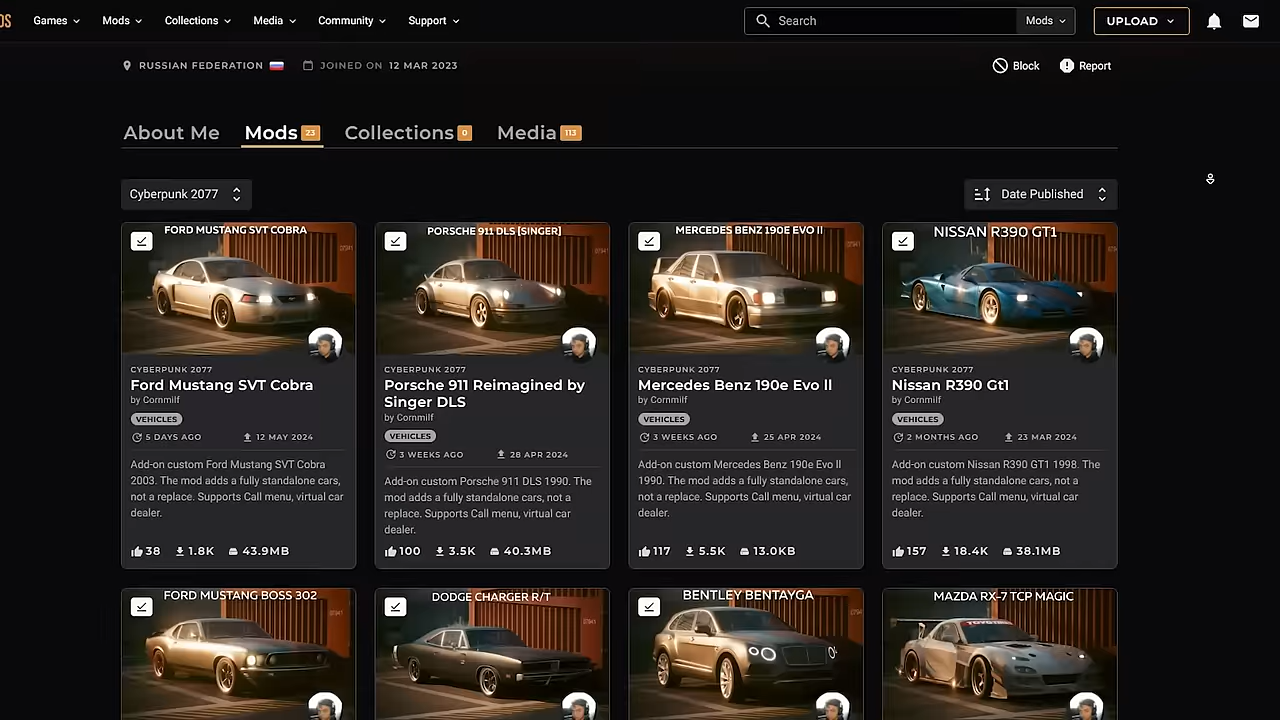 DS
Games
Mods
Collections
Media
Community
Support
Search
Mods
UPLOAD
RUSSIAN FEDERATION
JOINED ON 12 MAR 2023
Block
Report
About Me
Mods 23
Collections 0
Media 113
Cyberpunk 2077
Date Published
FORD MUSTANG SVT COBRA
07941
CYBERPUNK 2077
Ford Mustang SVT Cobra
by Cornmilf
VEHICLES
5 DAYS AGO
12 MAY 2024
Add-on custom Ford Mustang SVT Cobra
2003. The mod adds a fully standalone cars,
not a replace. Supports Call menu, virtual car
dealer.
38
1.8K
43.9MB
PORSCHE 911 DLS [SINGER]
07941
CYBERPUNK 2077
Porsche 911 Reimagined by
Singer DLS
by Cornmilf
VEHICLES
3 WEEKS AGO
28 APR 2024
Add-on custom Porsche 911 DLS 1990. The
mod adds a fully standalone cars, not a
replace. Supports Call menu, virtual car
dealer.
100
3.5K
40.3MB
MERCEDES BENZ 190E EVO II
CYBERPUNK 2077
Mercedes Benz 190e Evo II
by Cornmilf
VEHICLES
3 WEEKS AGO
25 APR 2024
Add-on custom Mercedes Benz 190e Evo II
1990. The mod adds a fully standalone cars,
not a replace. Supports Call menu, virtual car
dealer.
117
5.5K
13.0KB
NISSAN R390 GT1
CYBERPUNK 2077
Nissan R390 Gt1
by Cornmilf
VEHICLES
2 MONTHS AGO
23 MAR 2024
Add-on custom Nissan R390 GT1 1998. The
mod adds a fully standalone cars, not a
replace. Supports Call menu, virtual car
dealer.
157
18.4K
38.1MB
FORD MUSTANG BOSS 302
07941
DODGE CHARGER R/T
07941
BENTLEY BENTAYGA
MAZDA RX-7 TCP MAGIC